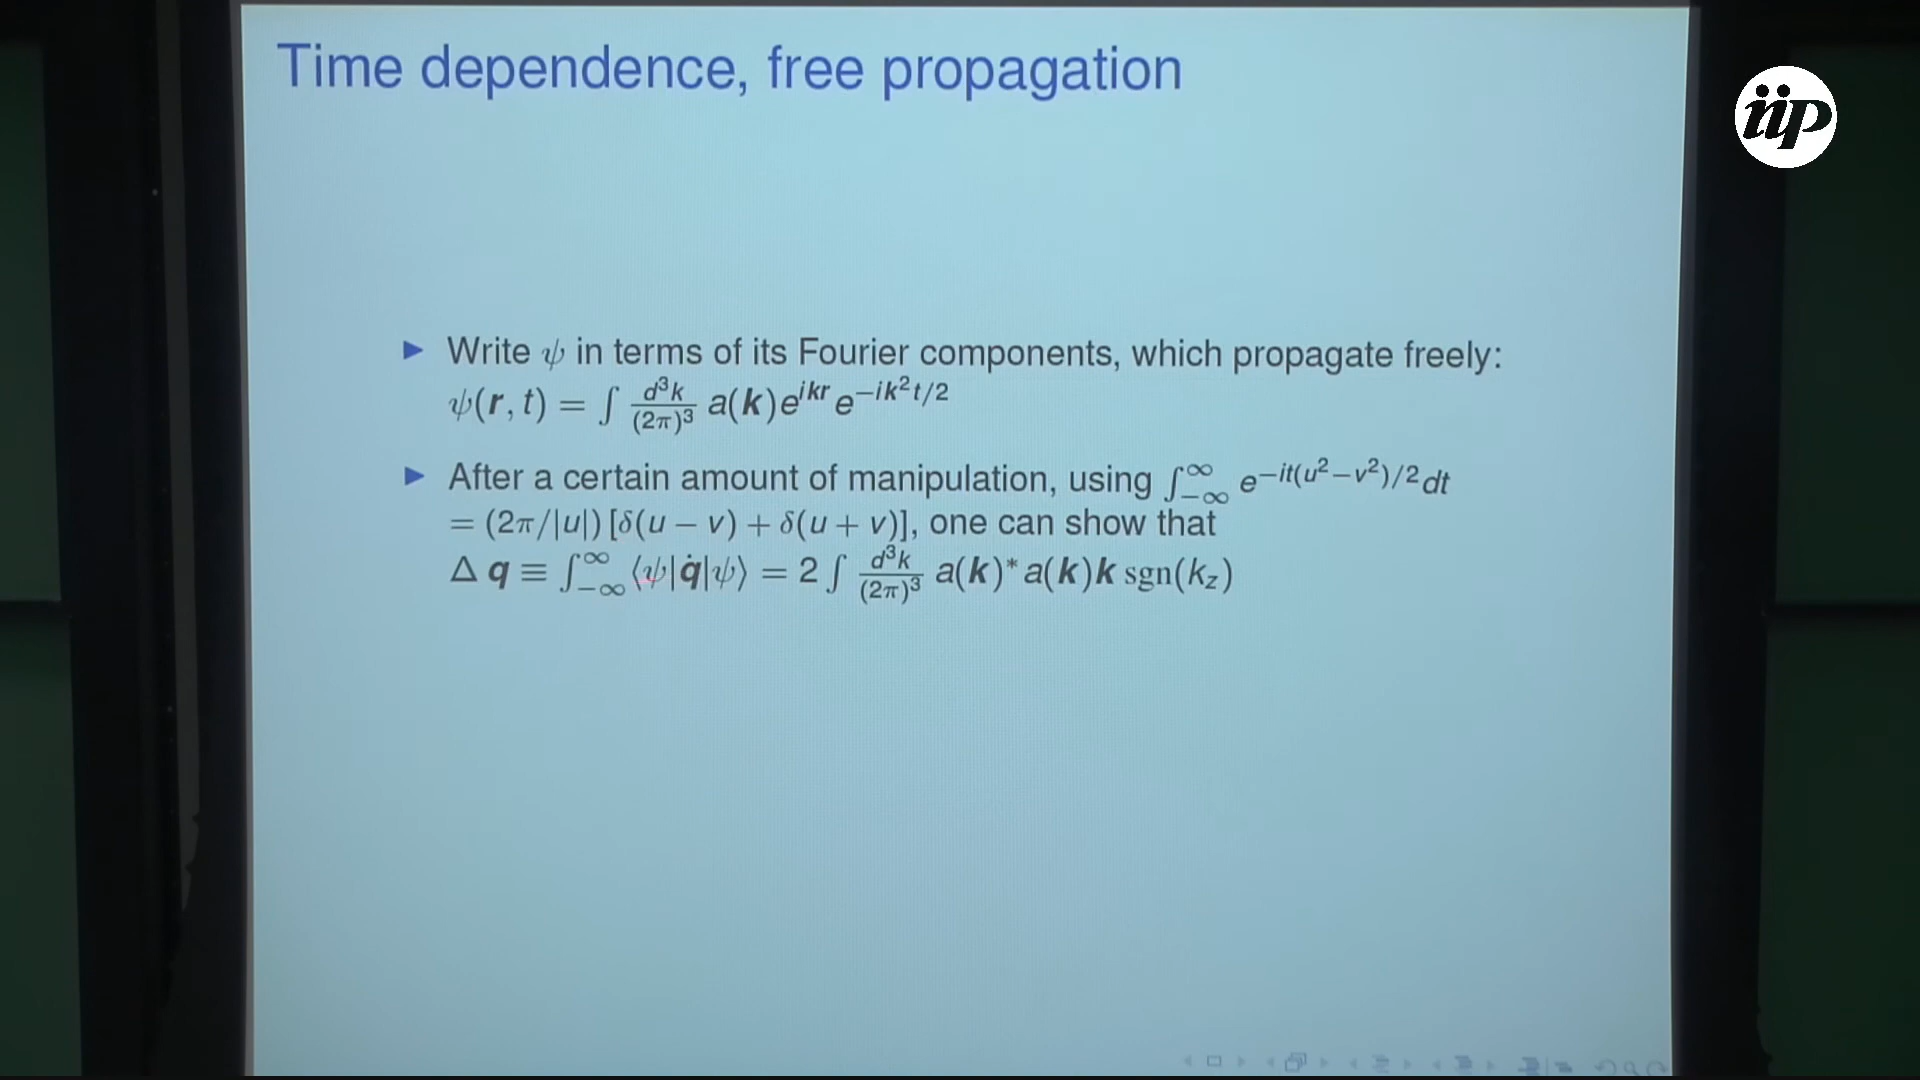 Time dependence, free propagation
iip
▶ Write ψ in terms of its Fourier components, which propagate freely:
ψ(r, t) = ∫ d³k/(2π)³ a(k)e^{ikr} e^{−ik²t/2}
▶ After a certain amount of manipulation, using ∫_{−∞}^{∞} e^{−it(u²−v²)/2} dt
= (2π/|u|) [δ(u − v) + δ(u + v)], one can show that
Δ q ≡ ∫_{−∞}^{∞} ⟨ψ|q̇|ψ⟩ = 2 ∫ d³k/(2π)³ a(k)* a(k)k sgn(k_z)